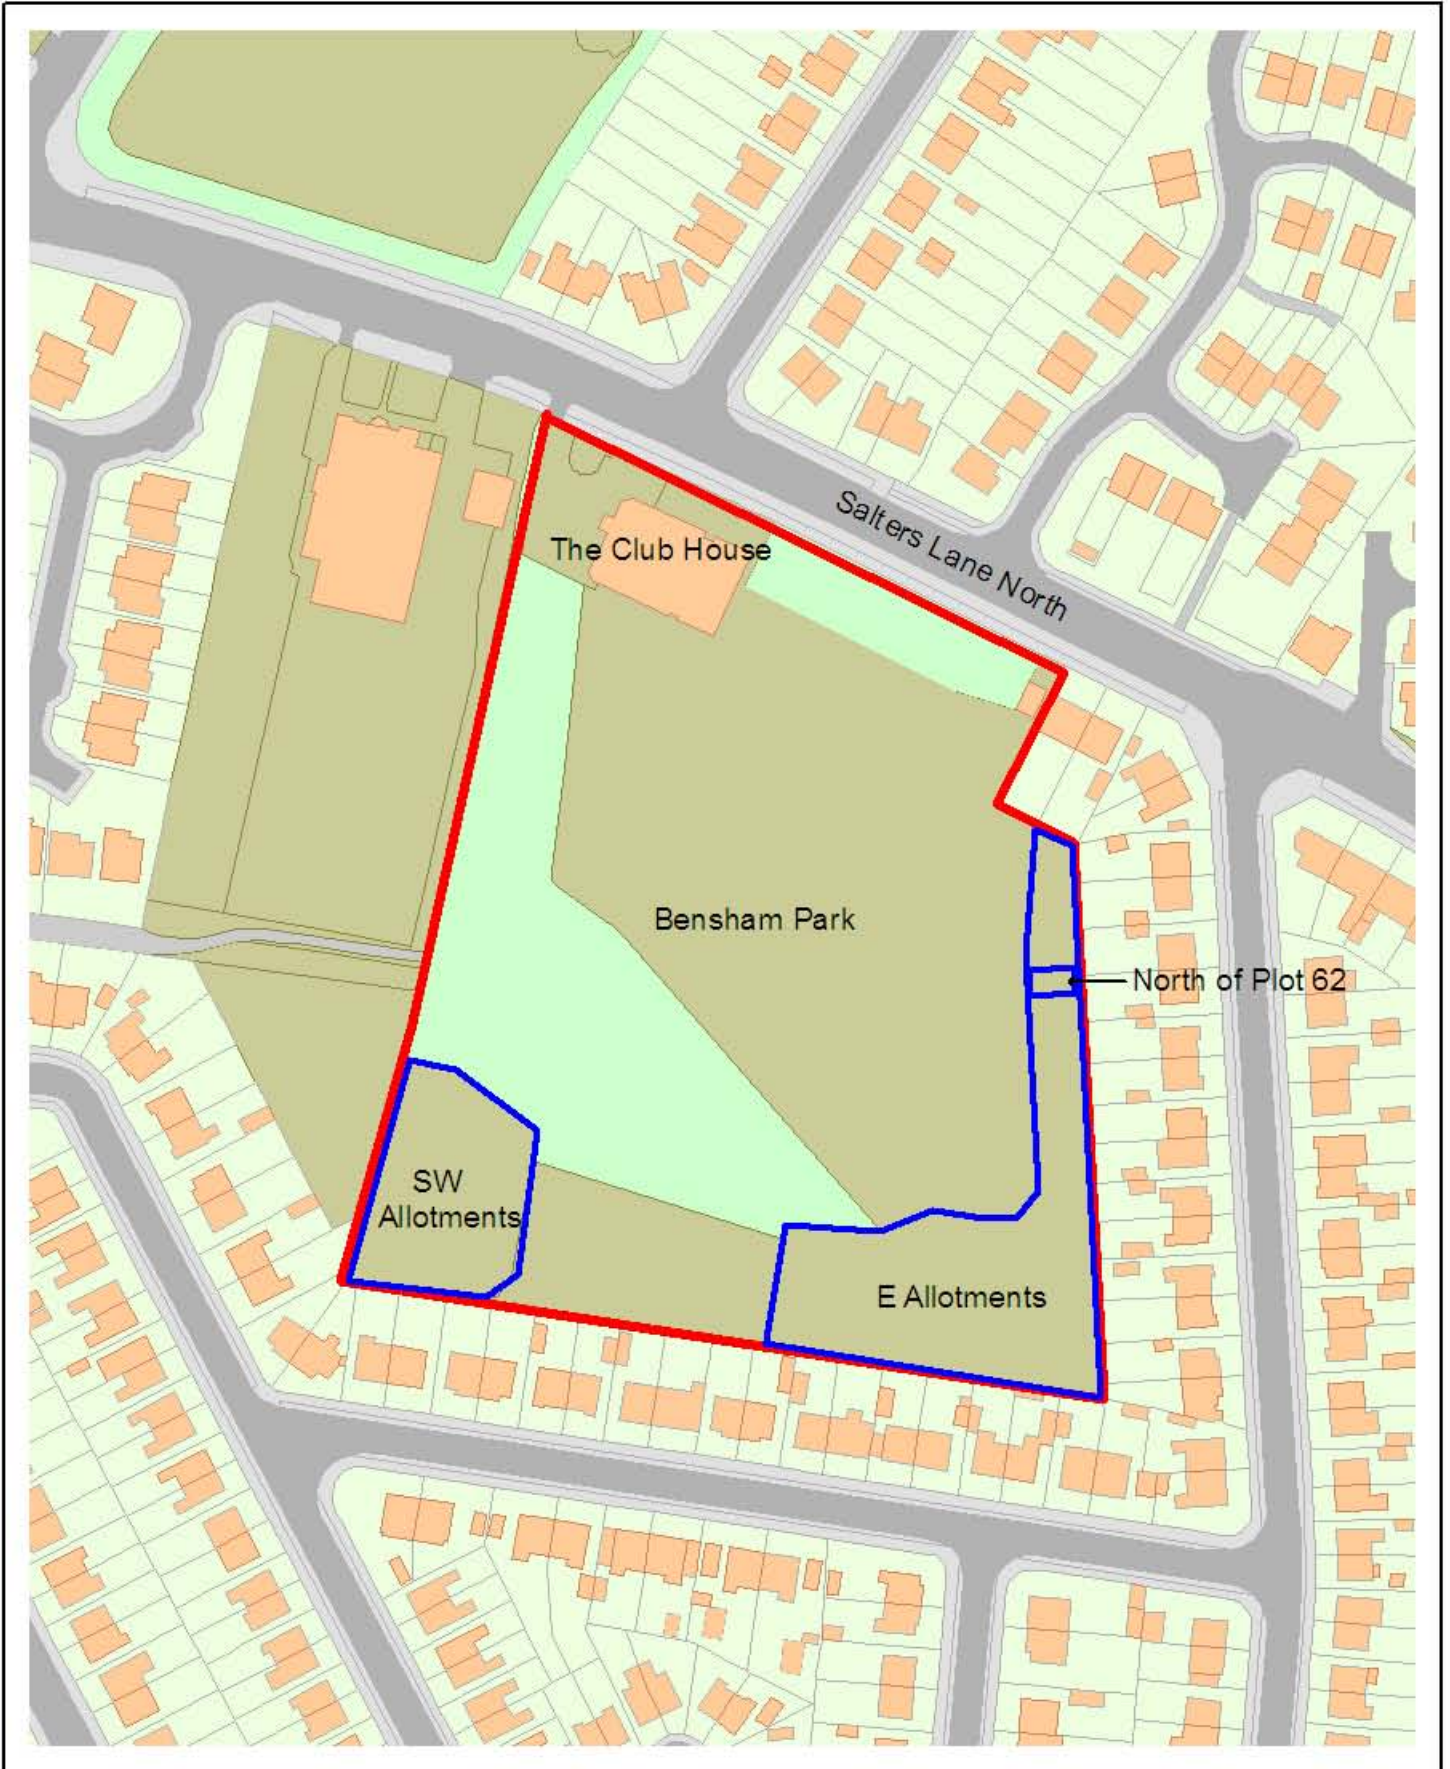 Salters Lane North
The Club House
Bensham Park
North of Plot 62
SW
Allotments
E Allotments